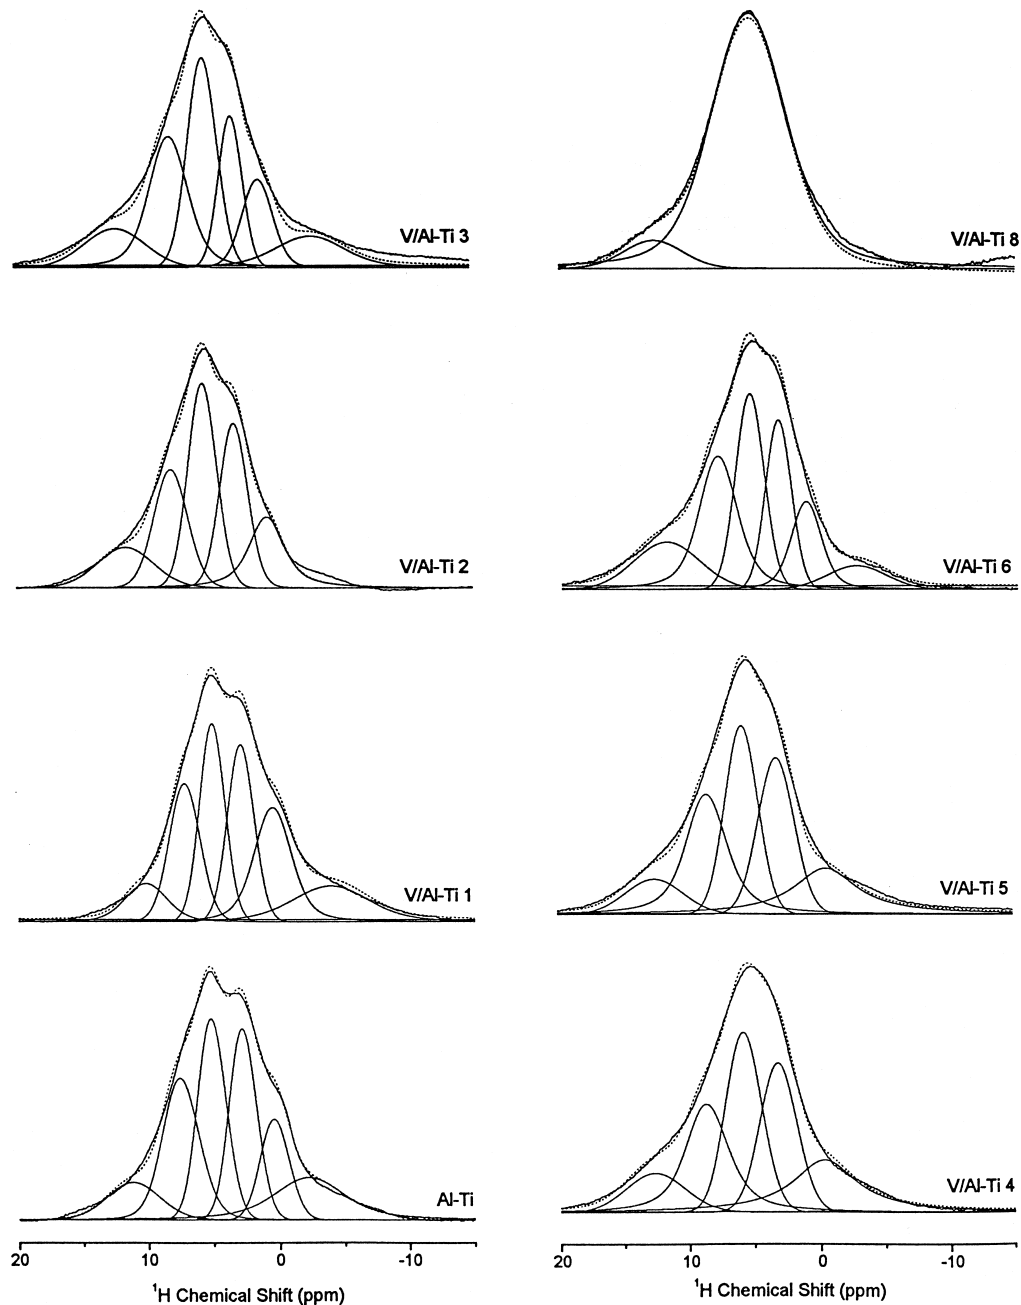 V/Al-Ti 3
V/Al-Ti 2
V/Al-Ti 1
Al-Ti
20 10 0 -10
¹H Chemical Shift (ppm)
V/Al-Ti 8
V/Al-Ti 6
V/Al-Ti 5
V/Al-Ti 4
20 10 0 -10
¹H Chemical Shift (ppm)